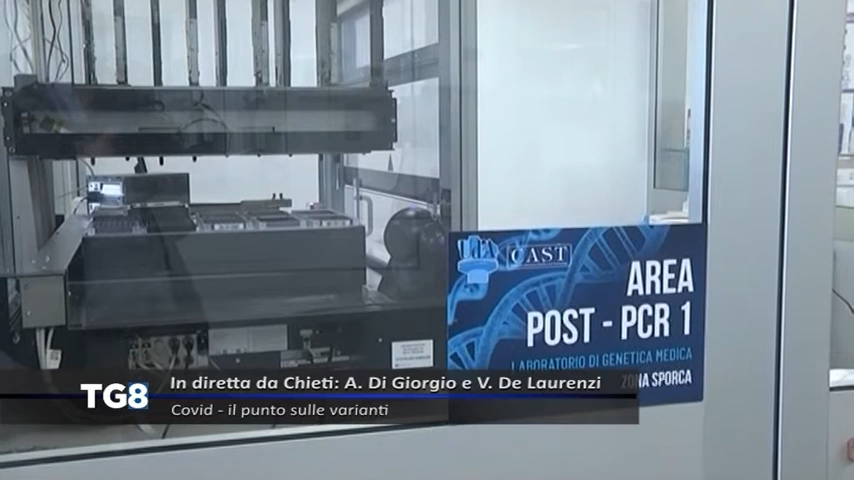 UdA CAST
AREA
POST - PCR 1
LABORATORIO DI GENETICA MEDICA
ZONA SPORCA
TG8
In diretta da Chieti: A. Di Giorgio e V. De Laurenzi
Covid - il punto sulle varianti